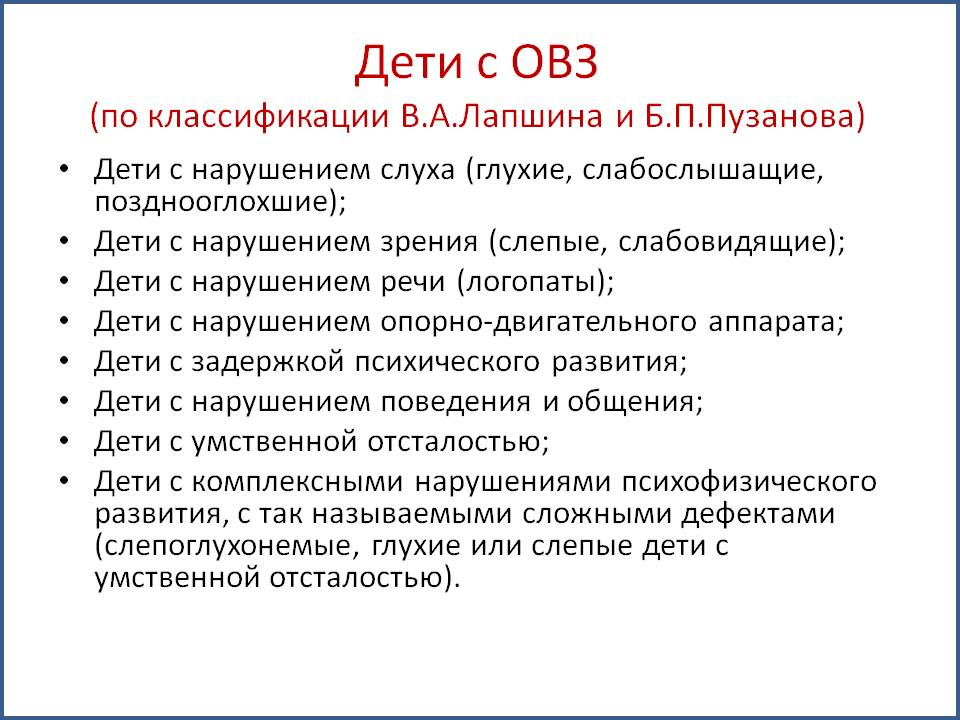 Дети с ОВЗ
(по классификации В.А.Лапшина и Б.П.Пузанова)
• Дети с нарушением слуха (глухие, слабослышащие,
позднооглохшие);
• Дети с нарушением зрения (слепые, слабовидящие);
• Дети с нарушением речи (логопаты);
• Дети с нарушением опорно-двигательного аппарата;
• Дети с задержкой психического развития;
• Дети с нарушением поведения и общения;
• Дети с умственной отсталостью;
• Дети с комплексными нарушениями психофизического
развития, с так называемыми сложными дефектами
(слепоглухонемые, глухие или слепые дети с
умственной отсталостью).